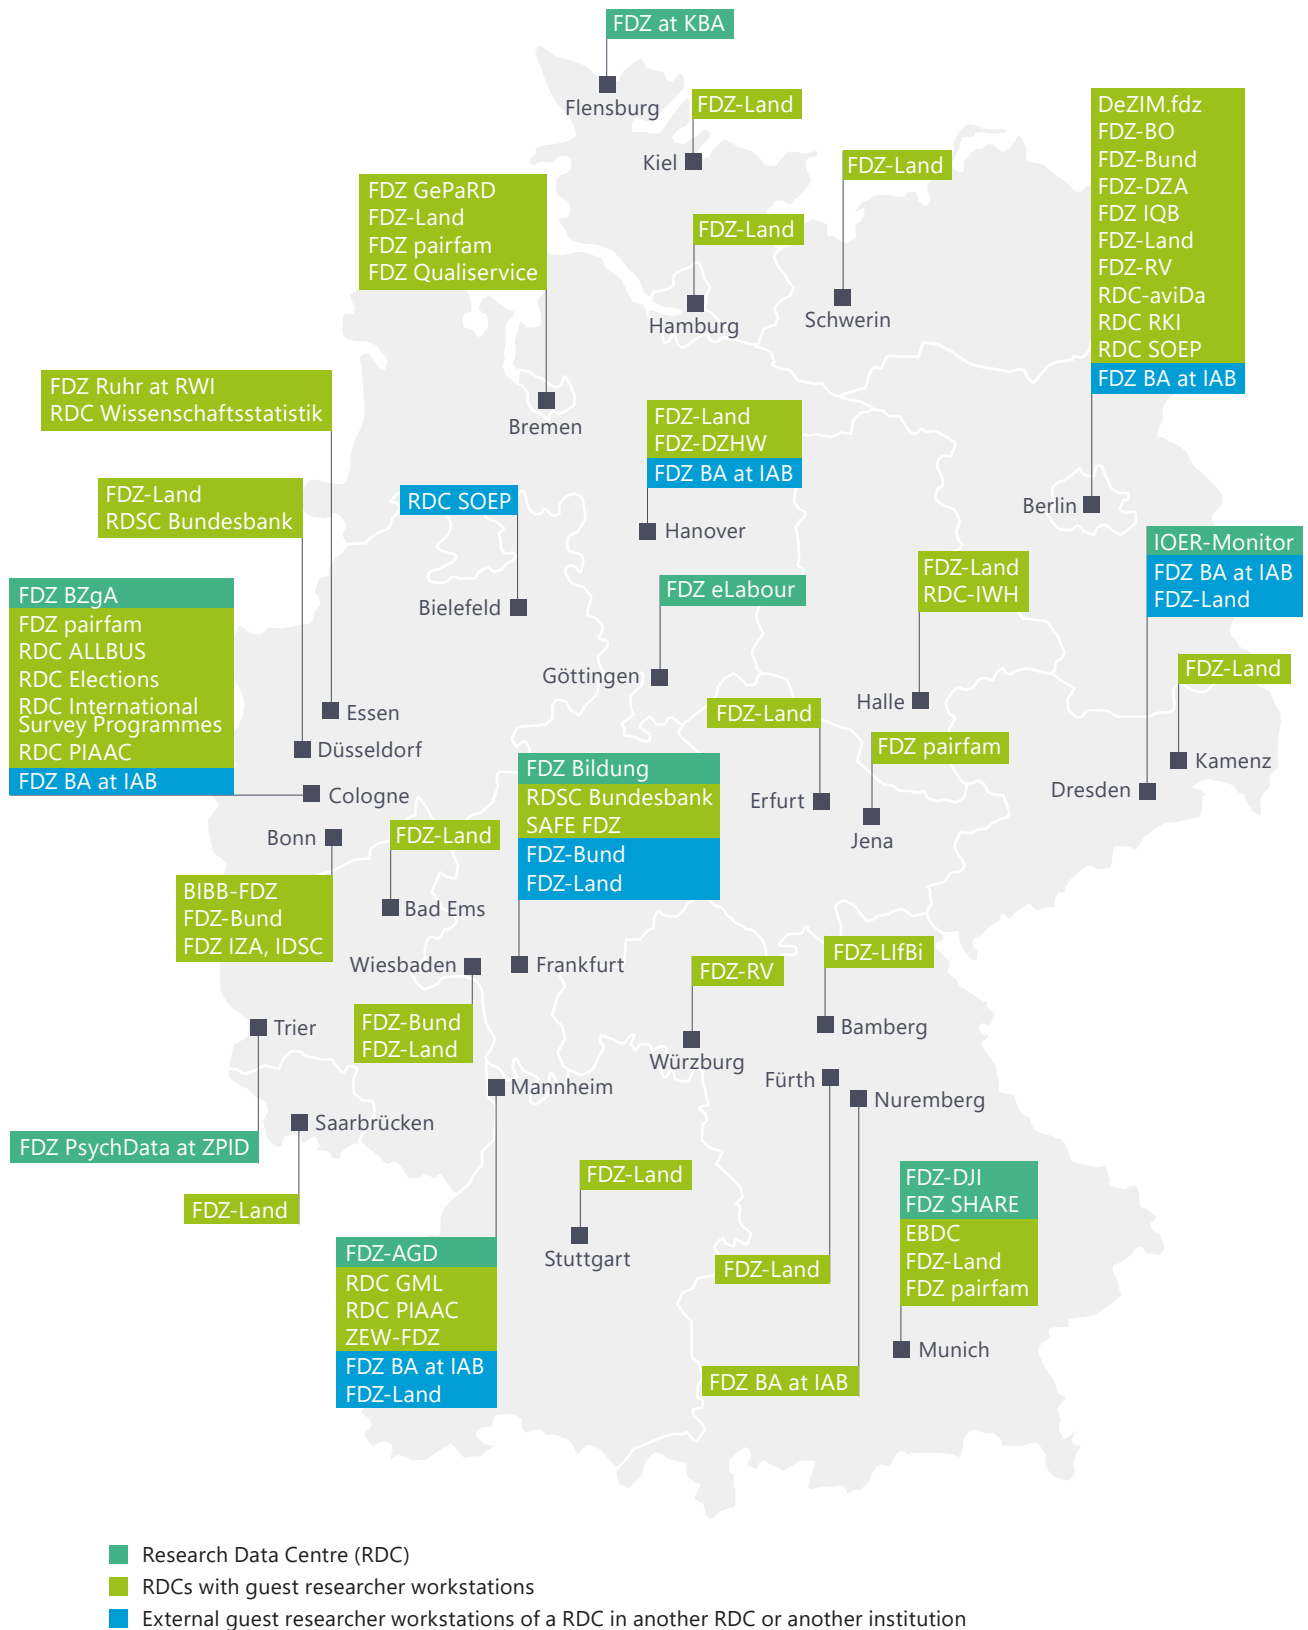 FDZ at KBA
Flensburg
FDZ-Land
Kiel
FDZ-Land
Schwerin
DeZIM.fdz
FDZ-BO
FDZ-Bund
FDZ-DZA
FDZ IQB
FDZ-Land
FDZ-RV
RDC-aviDa
RDC RKI
RDC SOEP
FDZ BA at IAB
Berlin
FDZ GePaRD
FDZ-Land
FDZ pairfam
FDZ Qualiservice
Bremen
FDZ-Land
Hamburg
FDZ Ruhr at RWI
RDC Wissenschaftsstatistik
Essen
FDZ-Land
FDZ-DZHW
FDZ BA at IAB
Hanover
FDZ-Land
RDSC Bundesbank
Düsseldorf
RDC SOEP
Bielefeld
IOER-Monitor
FDZ BA at IAB
FDZ-Land
Dresden
FDZ-Land
RDC-IWH
Halle
FDZ eLabour
Göttingen
FDZ BZgA
FDZ pairfam
RDC ALLBUS
RDC Elections
RDC International
Survey Programmes
RDC PIAAC
FDZ BA at IAB
Cologne
FDZ-Land
Kamenz
FDZ-Land
Erfurt
FDZ pairfam
Jena
FDZ Bildung
RDSC Bundesbank
SAFE FDZ
FDZ-Bund
FDZ-Land
Frankfurt
Bonn
BIBB-FDZ
FDZ-Bund
FDZ IZA, IDSC
FDZ-Land
Bad Ems
Wiesbaden
FDZ-Bund
FDZ-Land
FDZ-RV
Würzburg
FDZ-LIfBi
Bamberg
Trier
FDZ PsychData at ZPID
Saarbrücken
FDZ-Land
Mannheim
FDZ-AGD
RDC GML
RDC PIAAC
ZEW-FDZ
FDZ BA at IAB
FDZ-Land
FDZ-Land
Stuttgart
Fürth
FDZ-Land
Nuremberg
FDZ BA at IAB
FDZ-DJI
FDZ SHARE
EBDC
FDZ-Land
FDZ pairfam
Munich
Research Data Centre (RDC)
RDCs with guest researcher workstations
External guest researcher workstations of a RDC in another RDC or another institution